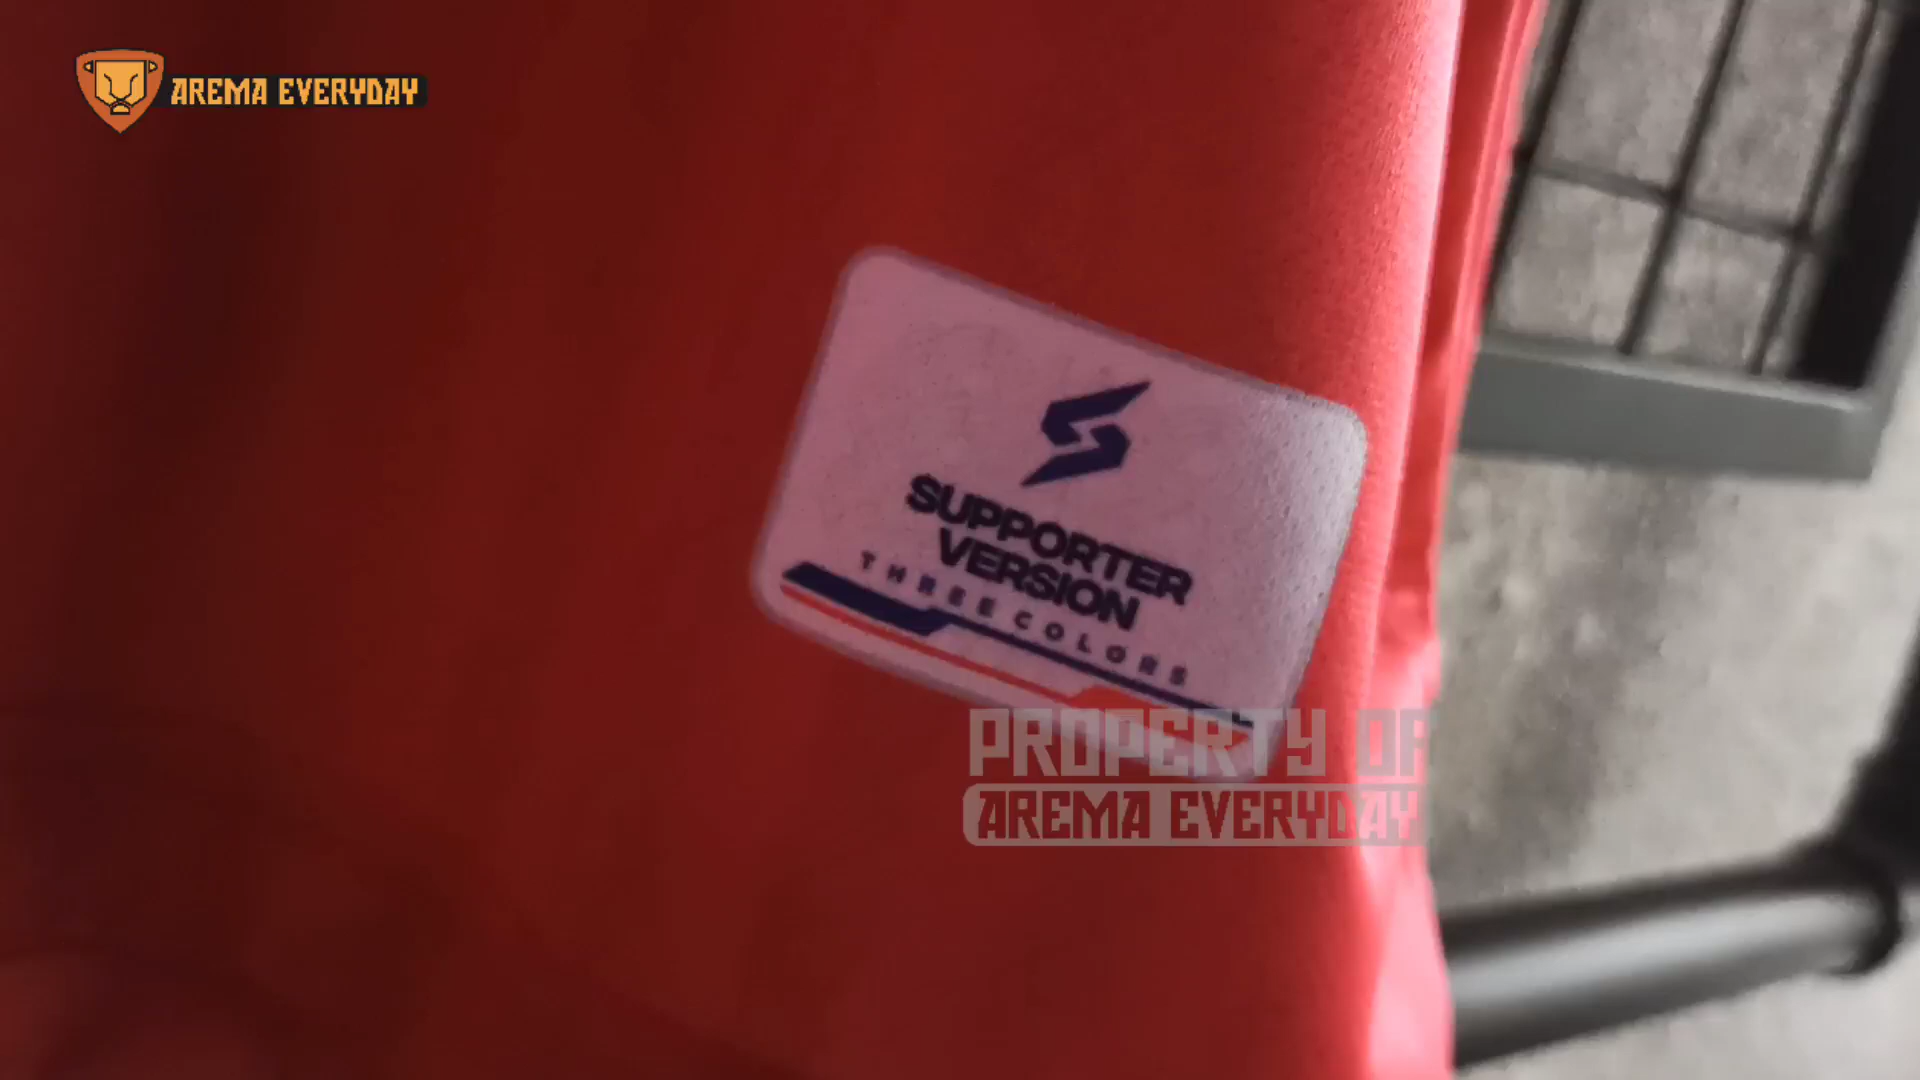 AREMA EVERYDAY
SUPPORTER
VERSION
THREE COLORS
PROPERTY OF
AREMA EVERYDAY